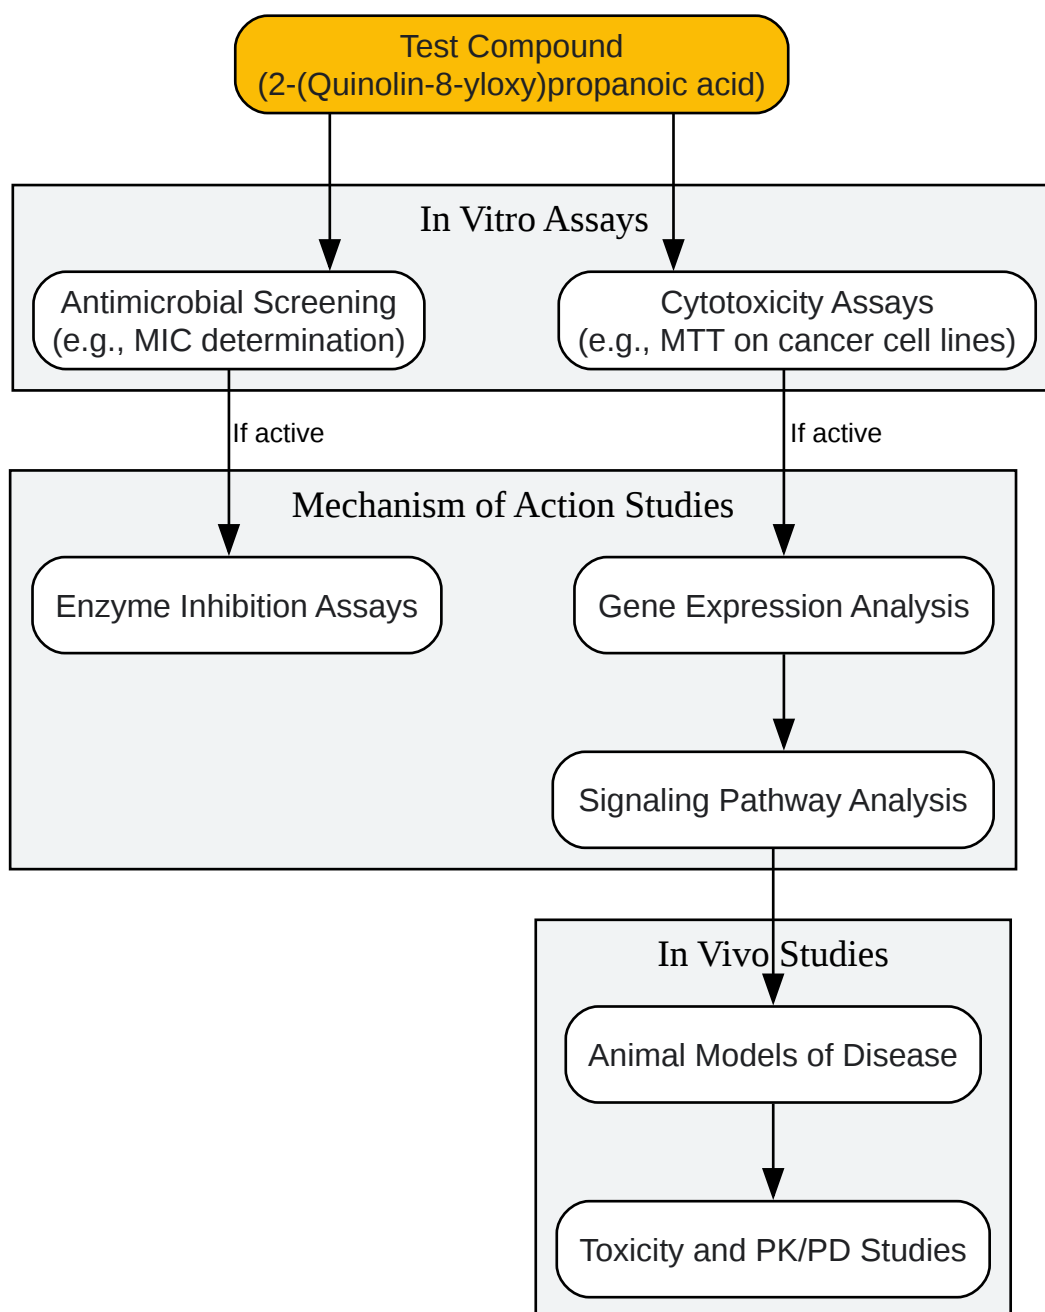 Test Compound
(2-(Quinolin-8-yloxy)propanoic acid)
In Vitro Assays
Antimicrobial Screening
(e.g., MIC determination)
Cytotoxicity Assays
(e.g., MTT on cancer cell lines)
If active
If active
Mechanism of Action Studies
Enzyme Inhibition Assays
Gene Expression Analysis
Signaling Pathway Analysis
In Vivo Studies
Animal Models of Disease
Toxicity and PK/PD Studies